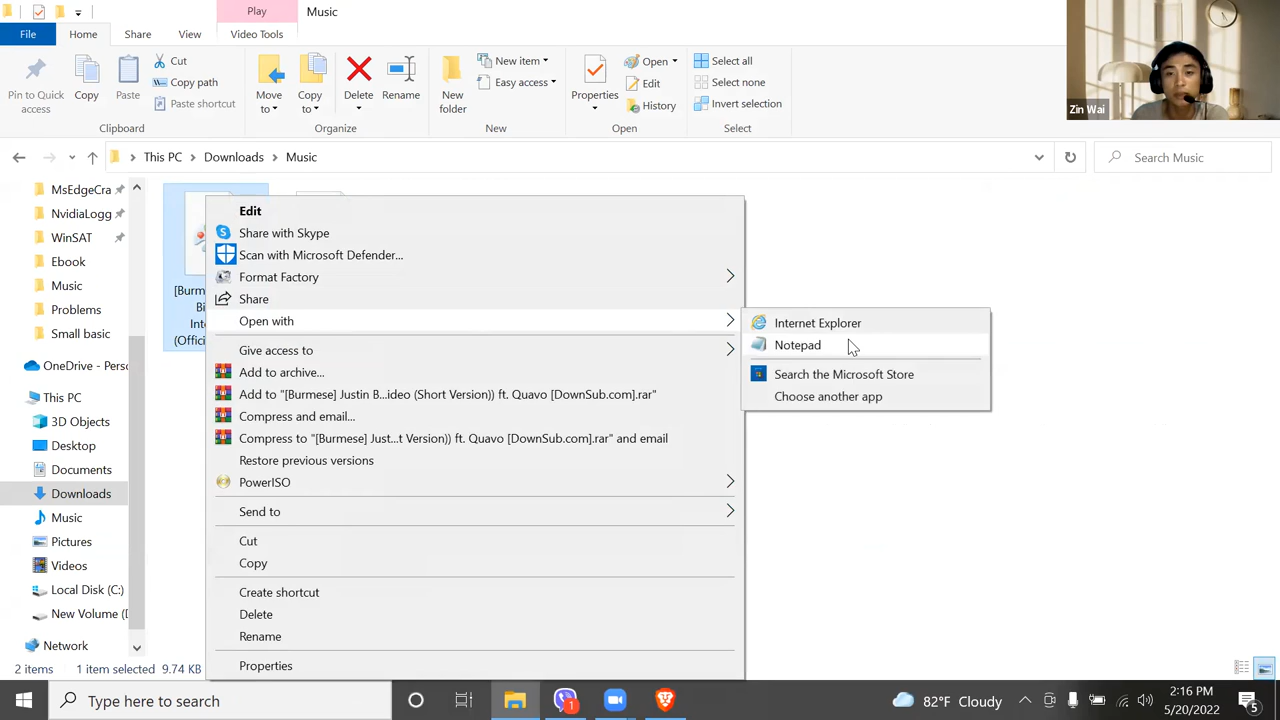 Play
Music
File
Home
Share
View
Video Tools
Pin to Quick access
Copy
Paste
Cut
Copy path
Paste shortcut
Clipboard
Move to
Copy to
Delete
Rename
Organize
New folder
New item
Easy access
New
Properties
Open
Edit
History
Open
Select all
Select none
Invert selection
Select
Zin Wai
This PC
Downloads
Music
Search Music
MsEdgeCra
NvidiaLogg
WinSAT
Ebook
Music
Problems
Small basic
OneDrive - Pers
This PC
3D Objects
Desktop
Documents
Downloads
Music
Pictures
Videos
Local Disk (C:)
New Volume (
Network
[Burm
Bi
Inte
(Offici
Edit
Share with Skype
Scan with Microsoft Defender...
Format Factory
Share
Open with
Give access to
Add to archive...
Add to "[Burmese] Justin B...ideo (Short Version)) ft. Quavo [DownSub.com].rar"
Compress and email...
Compress to "[Burmese] Just...t Version)) ft. Quavo [DownSub.com].rar" and email
Restore previous versions
PowerISO
Send to
Cut
Copy
Create shortcut
Delete
Rename
Properties
Internet Explorer
Notepad
Search the Microsoft Store
Choose another app
2 items
1 item selected
9.74 KB
Type here to search
1
82°F Cloudy
2:16 PM
5/20/2022
5